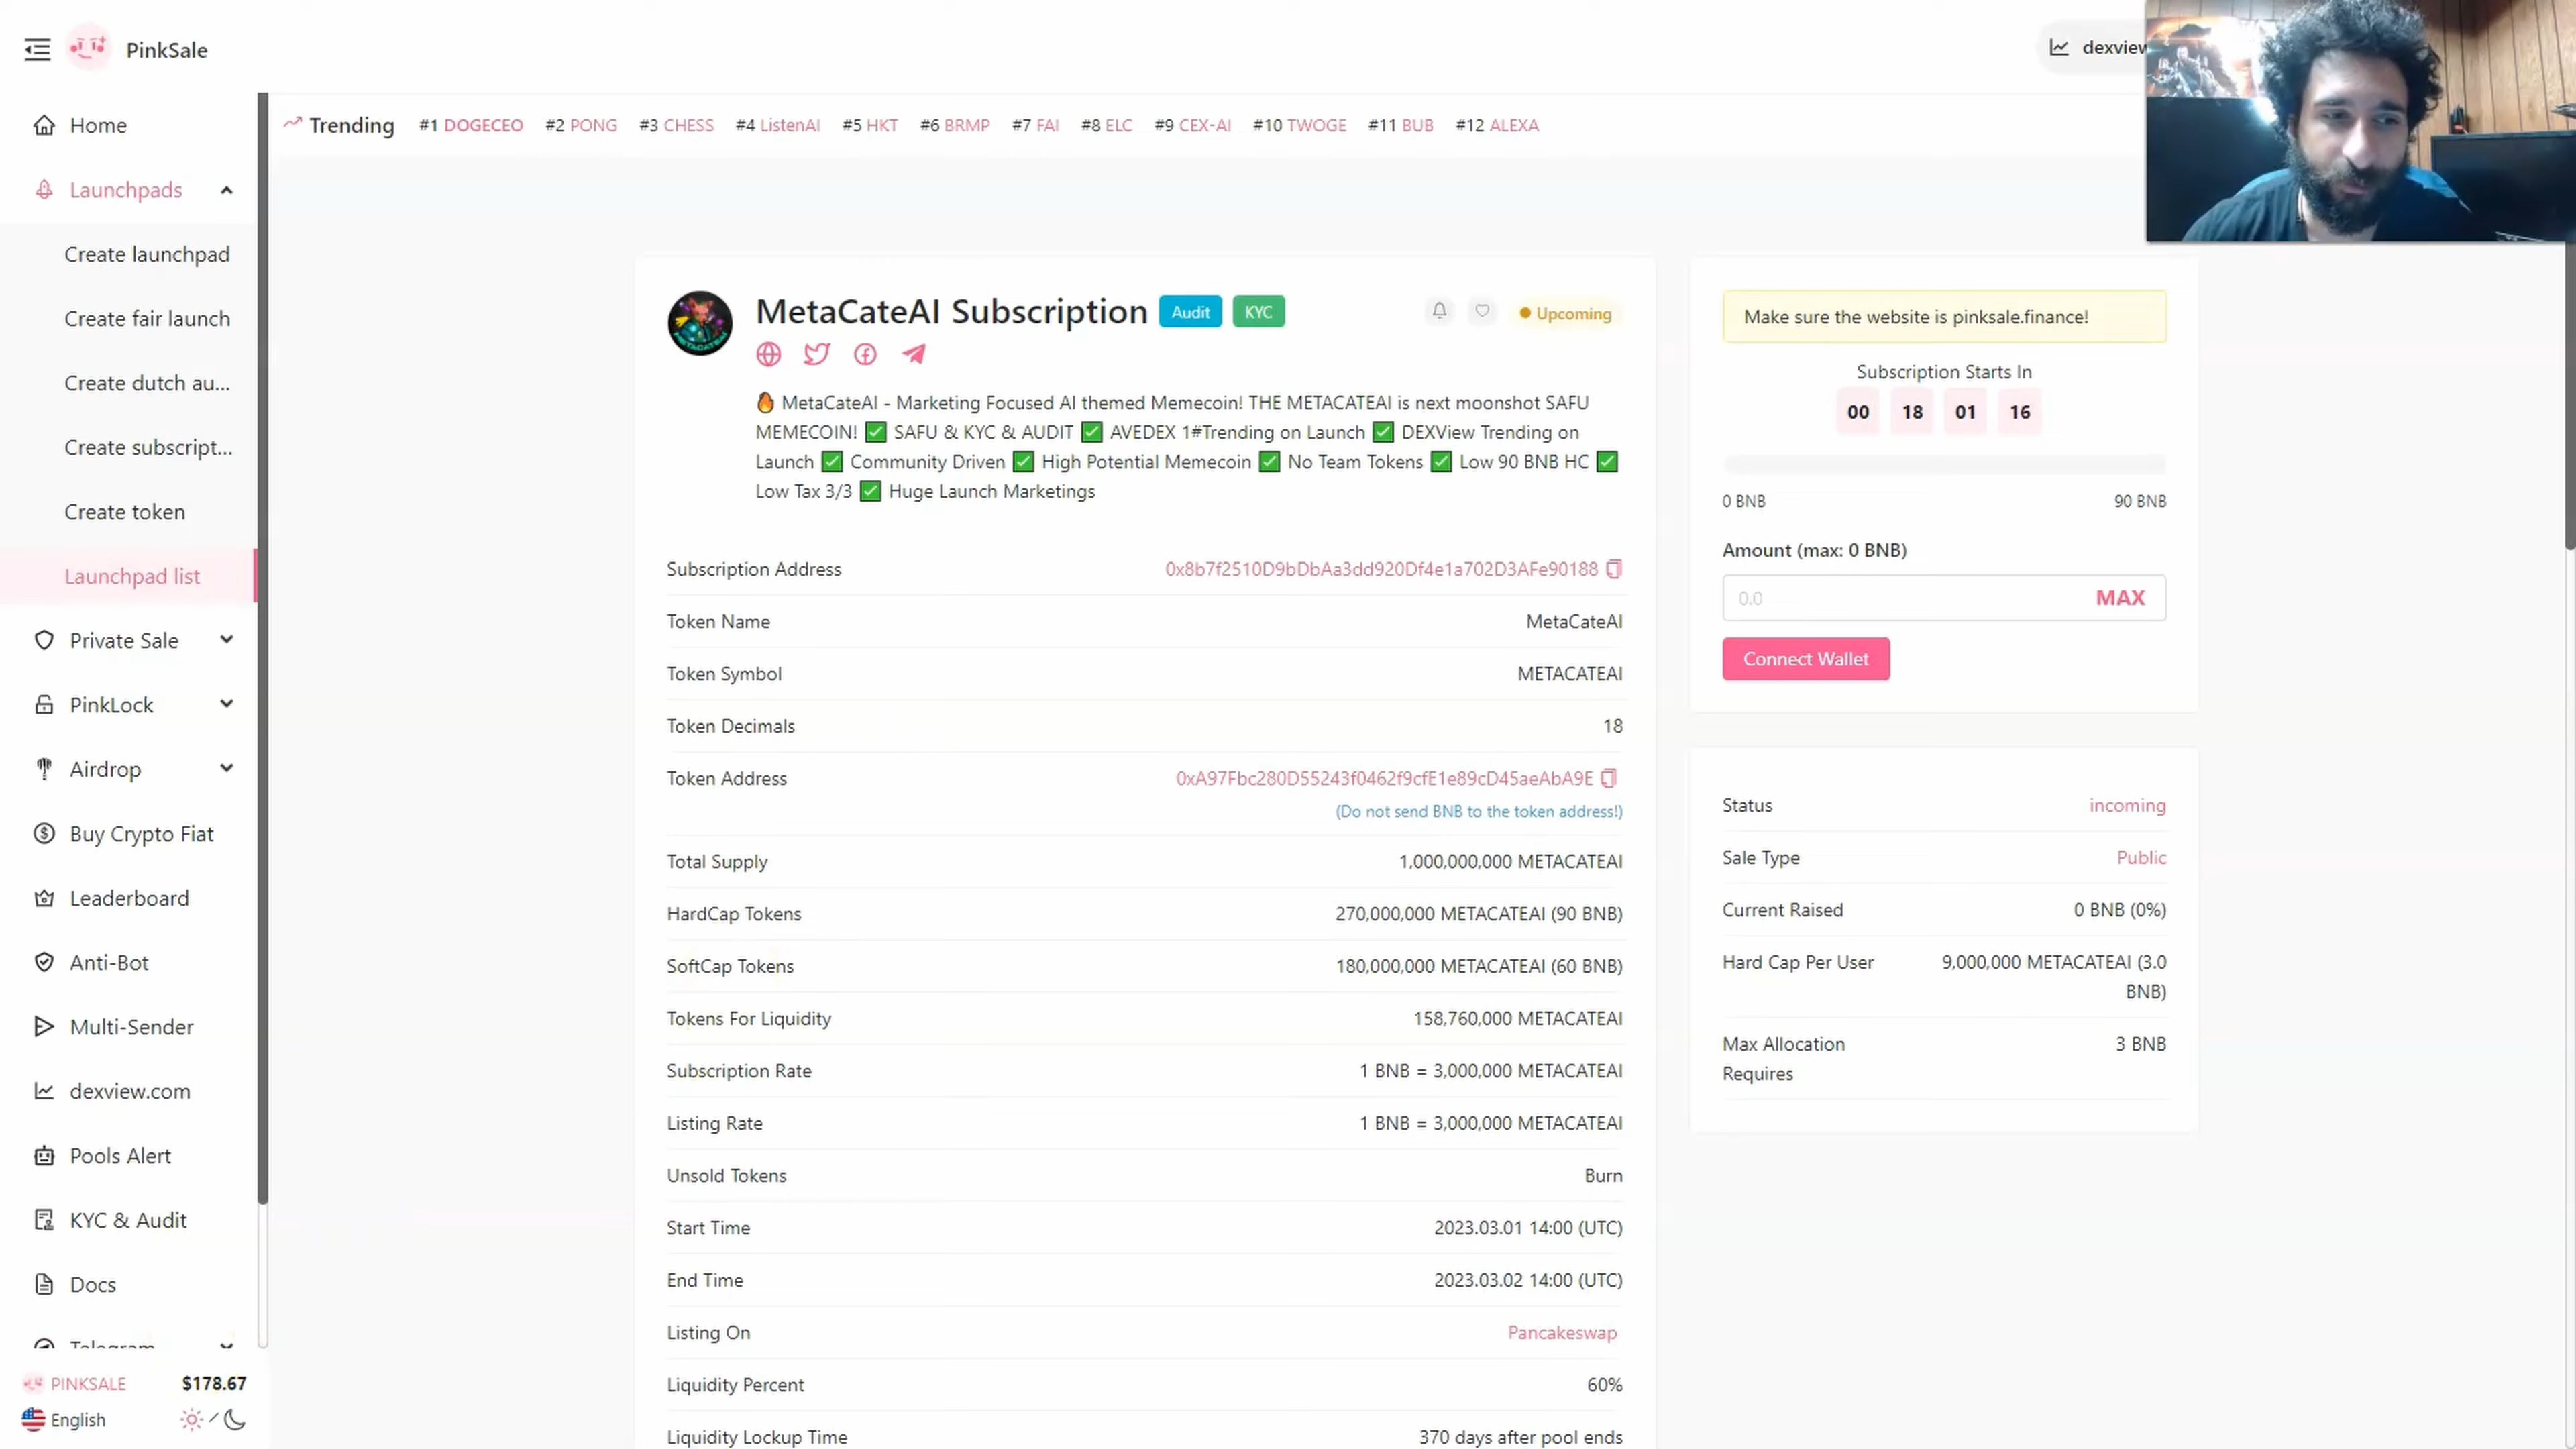 PinkSale
dexview
Home
Launchpads
Create launchpad
Create fair launch
Create dutch au...
Create subscript...
Create token
Launchpad list
Private Sale
PinkLock
Airdrop
Buy Crypto Fiat
Leaderboard
Anti-Bot
Multi-Sender
dexview.com
Pools Alert
KYC & Audit
Docs
Telegram
PINKSALE $178.67
English
Trending #1 DOGECEO #2 PONG #3 CHESS #4 ListenAI #5 HKT #6 BRMP #7 FAI #8 ELC #9 CEX-AI #10 TWOGE #11 BUB #12 ALEXA
MetaCateAI Subscription Audit KYC Upcoming
🔥 MetaCateAI - Marketing Focused AI themed Memecoin! THE METACATEAI is next moonshot SAFU
MEMECOIN! ✅ SAFU & KYC & AUDIT ✅ AVEDEX 1#Trending on Launch ✅ DEXView Trending on
Launch ✅ Community Driven ✅ High Potential Memecoin ✅ No Team Tokens ✅ Low 90 BNB HC ✅
Low Tax 3/3 ✅ Huge Launch Marketings
Subscription Address 0x8b7f2510D9bDbAa3dd920Df4e1a702D3AFe90188
Token Name MetaCateAI
Token Symbol METACATEAI
Token Decimals 18
Token Address 0xA97Fbc280D55243f0462f9cfE1e89cD45aeAbA9E
(Do not send BNB to the token address!)
Total Supply 1,000,000,000 METACATEAI
HardCap Tokens 270,000,000 METACATEAI (90 BNB)
SoftCap Tokens 180,000,000 METACATEAI (60 BNB)
Tokens For Liquidity 158,760,000 METACATEAI
Subscription Rate 1 BNB = 3,000,000 METACATEAI
Listing Rate 1 BNB = 3,000,000 METACATEAI
Unsold Tokens Burn
Start Time 2023.03.01 14:00 (UTC)
End Time 2023.03.02 14:00 (UTC)
Listing On Pancakeswap
Liquidity Percent 60%
Liquidity Lockup Time 370 days after pool ends
Make sure the website is pinksale.finance!
Subscription Starts In
00 18 01 16
0 BNB 90 BNB
Amount (max: 0 BNB)
0.0 MAX
Connect Wallet
Status incoming
Sale Type Public
Current Raised 0 BNB (0%)
Hard Cap Per User 9,000,000 METACATEAI (3.0
BNB)
Max Allocation 3 BNB
Requires